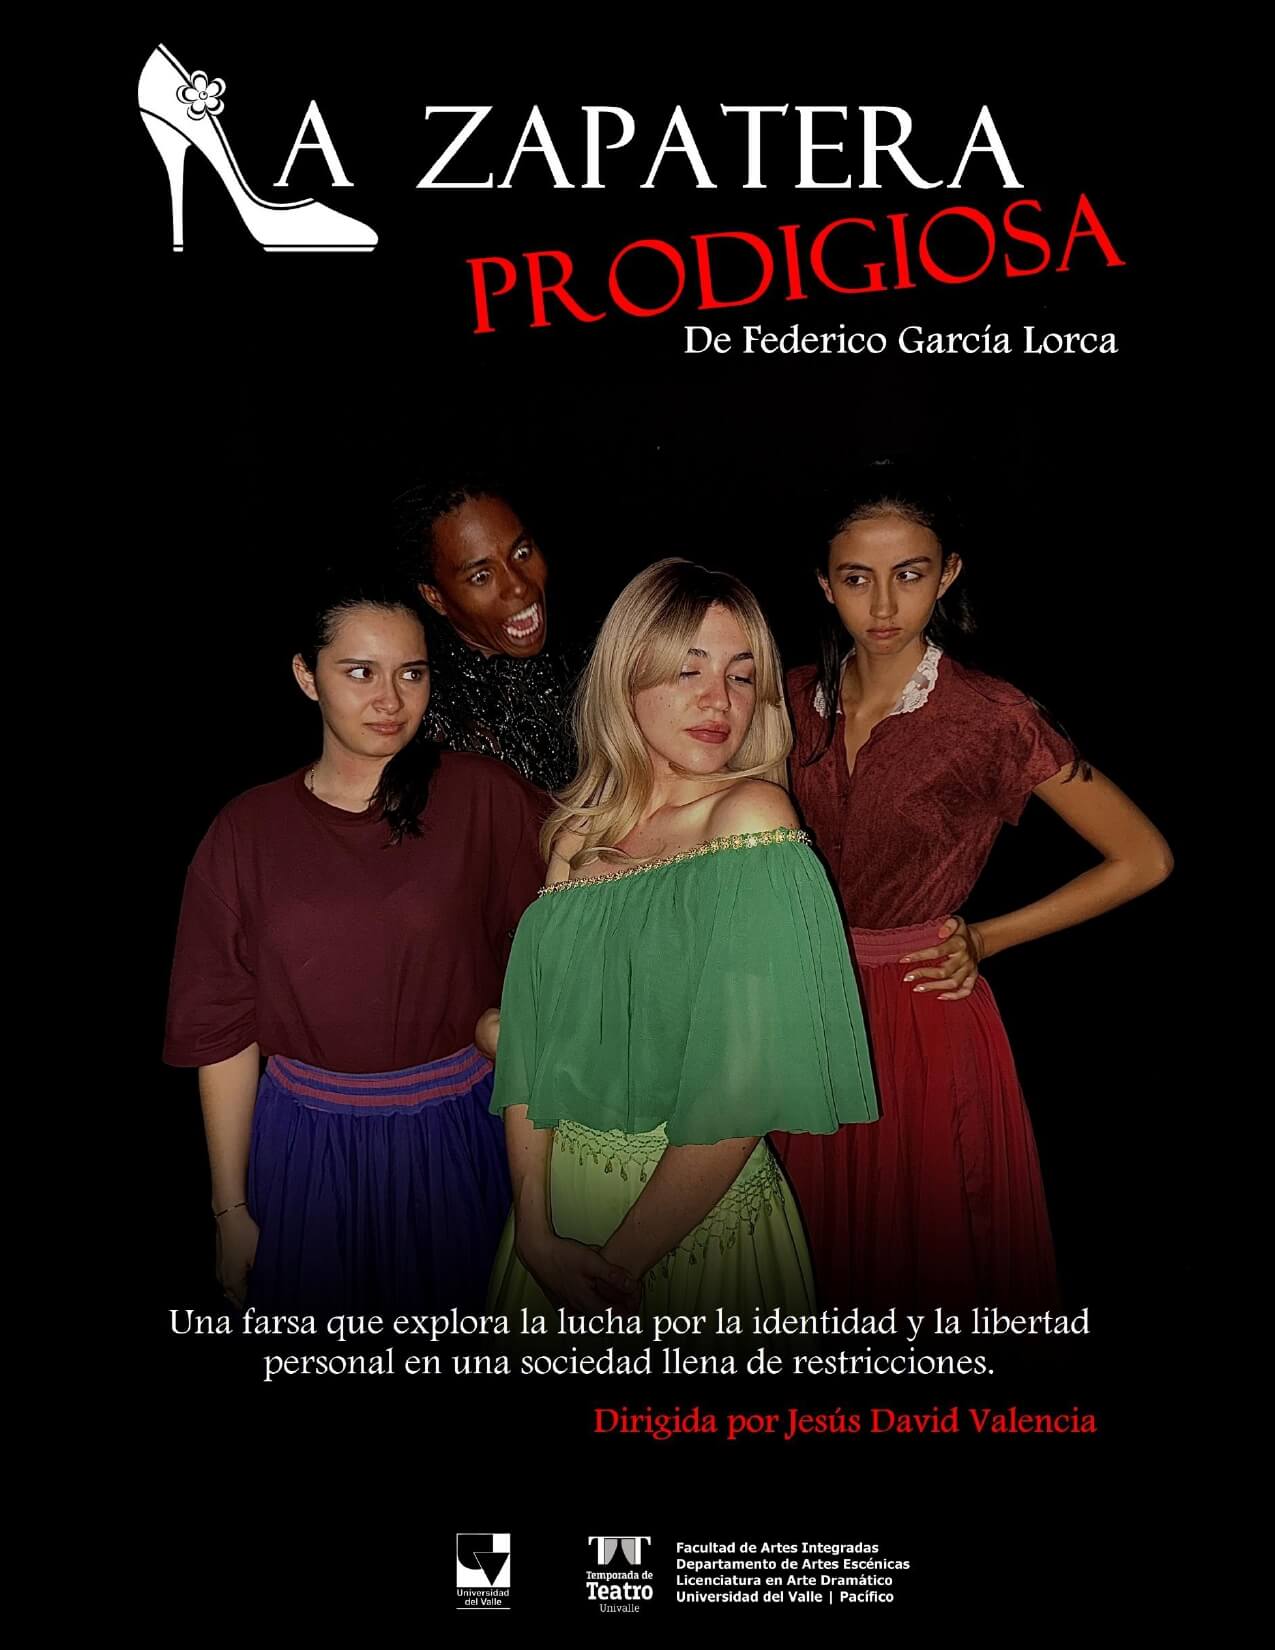 LA ZAPATERA
PRODIGIOSA
De Federico García Lorca
Una farsa que explora la lucha por la identidad y la libertad
personal en una sociedad llena de restricciones.
Dirigida por Jesús David Valencia
Universidad
del Valle
Temporada de
Teatro
Univalle
Facultad de Artes Integradas
Departamento de Artes Escénicas
Licenciatura en Arte Dramático
Universidad del Valle | Pacífico